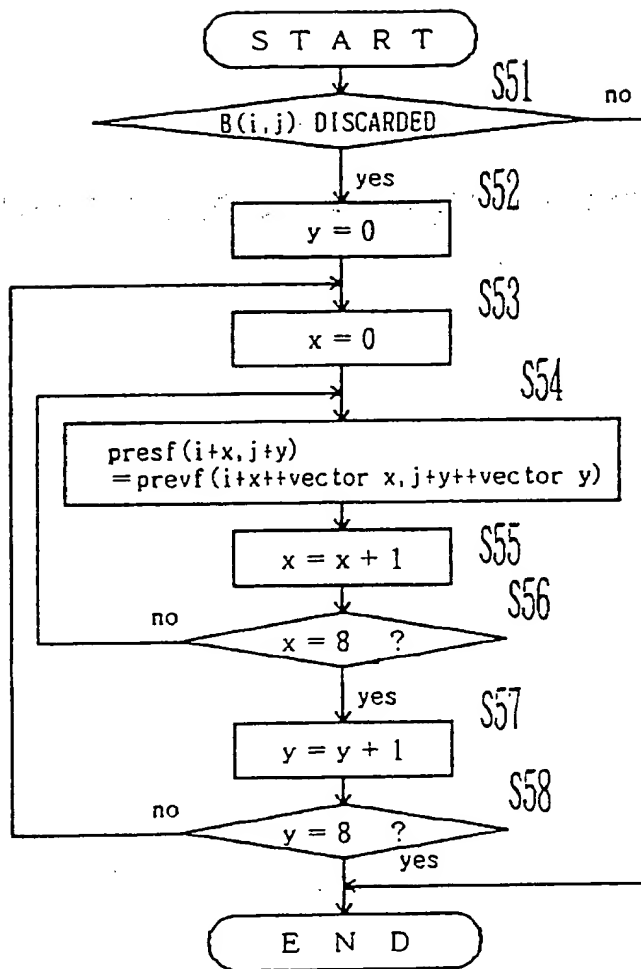 START
S51
no
B(i,j) DISCARDED
yes
S52
y = 0
S53
x = 0
S54
presf(i+x,j+y)
=prevf(i+x++vector x,j+y++vector y)
S55
x = x + 1
S56
no
x = 8 ?
yes
S57
y = y + 1
S58
no
y = 8 ?
yes
END